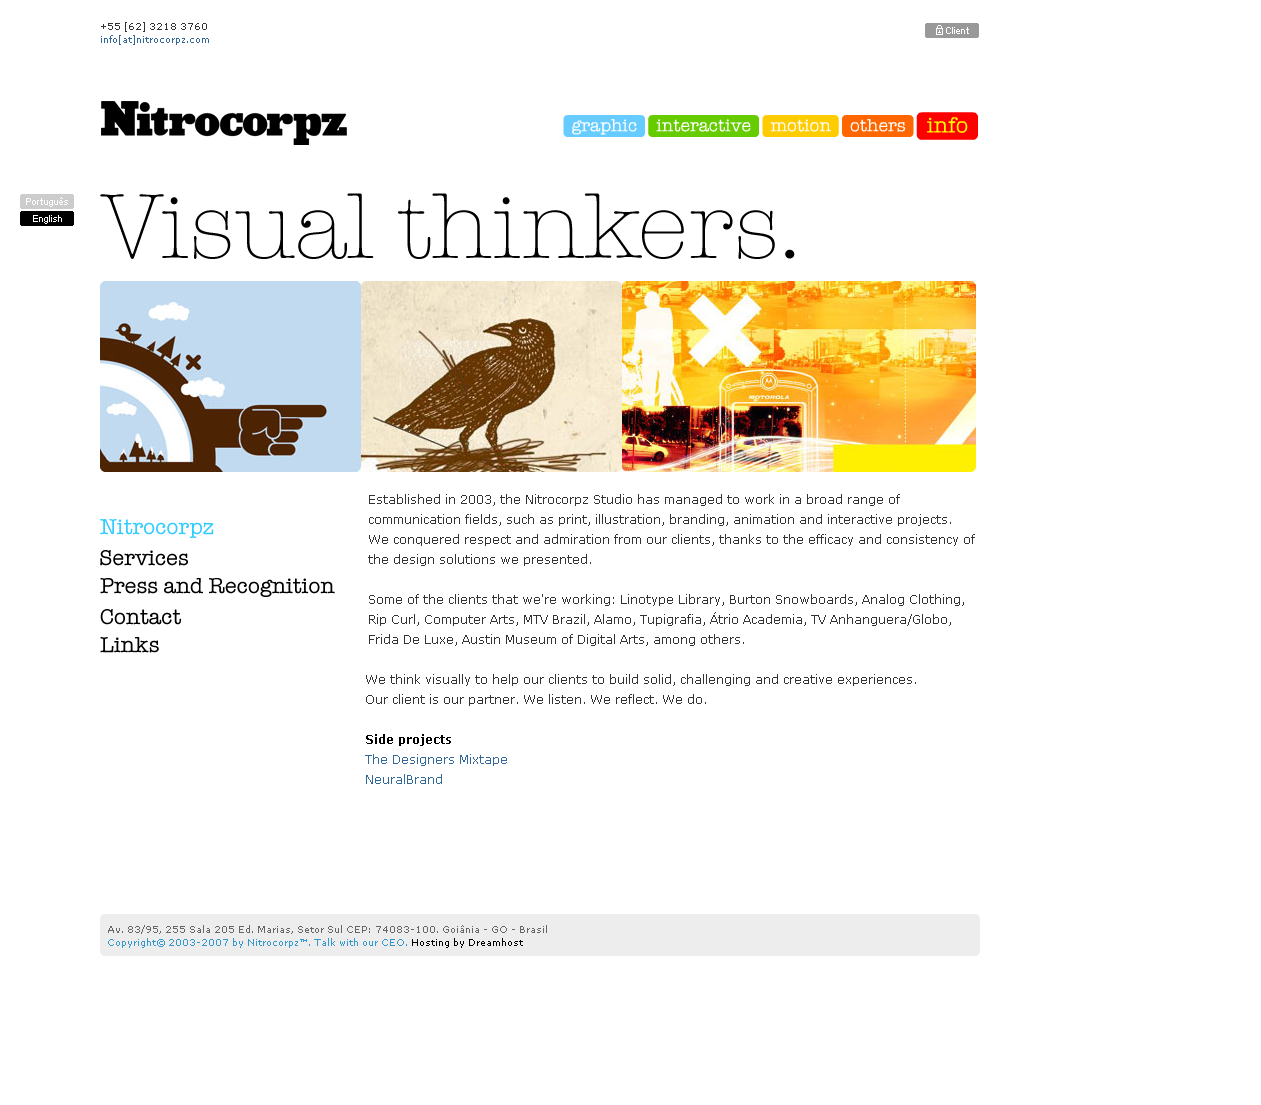 +55 [62] 3218 3760
info[at]nitrocorpz.com
Client
Nitrocorpz
graphic
interactive
motion
others
info
Português
English
Visual thinkers.
MOTOROLA
Nitrocorpz
Services
Press and Recognition
Contact
Links
Established in 2003, the Nitrocorpz Studio has managed to work in a broad range of
communication fields, such as print, illustration, branding, animation and interactive projects.
We conquered respect and admiration from our clients, thanks to the efficacy and consistency of
the design solutions we presented.
Some of the clients that we're working: Linotype Library, Burton Snowboards, Analog Clothing,
Rip Curl, Computer Arts, MTV Brazil, Alamo, Tupigrafia, Átrio Academia, TV Anhanguera/Globo,
Frida De Luxe, Austin Museum of Digital Arts, among others.
We think visually to help our clients to build solid, challenging and creative experiences.
Our client is our partner. We listen. We reflect. We do.
Side projects
The Designers Mixtape
NeuralBrand
Av. 83/95, 255 Sala 205 Ed. Marias, Setor Sul CEP: 74083-100. Goiânia - GO - Brasil
Copyright© 2003-2007 by Nitrocorpz™. Talk with our CEO. Hosting by Dreamhost